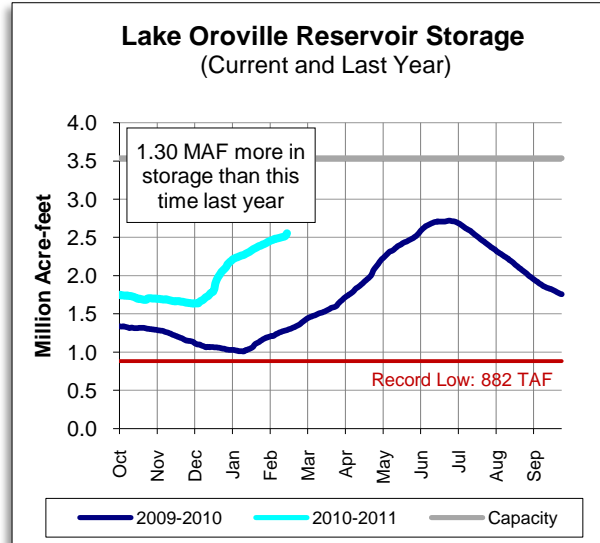 Lake Oroville Reservoir Storage
(Current and Last Year)
Million Acre-feet
4.0
3.5
3.0
2.5
2.0
1.5
1.0
0.5
0.0
1.30 MAF more in
storage than this
time last year
Record Low: 882 TAF
Oct
Nov
Dec
Jan
Feb
Mar
Apr
May
Jun
Jul
Aug
Sep
2009-2010
2010-2011
Capacity